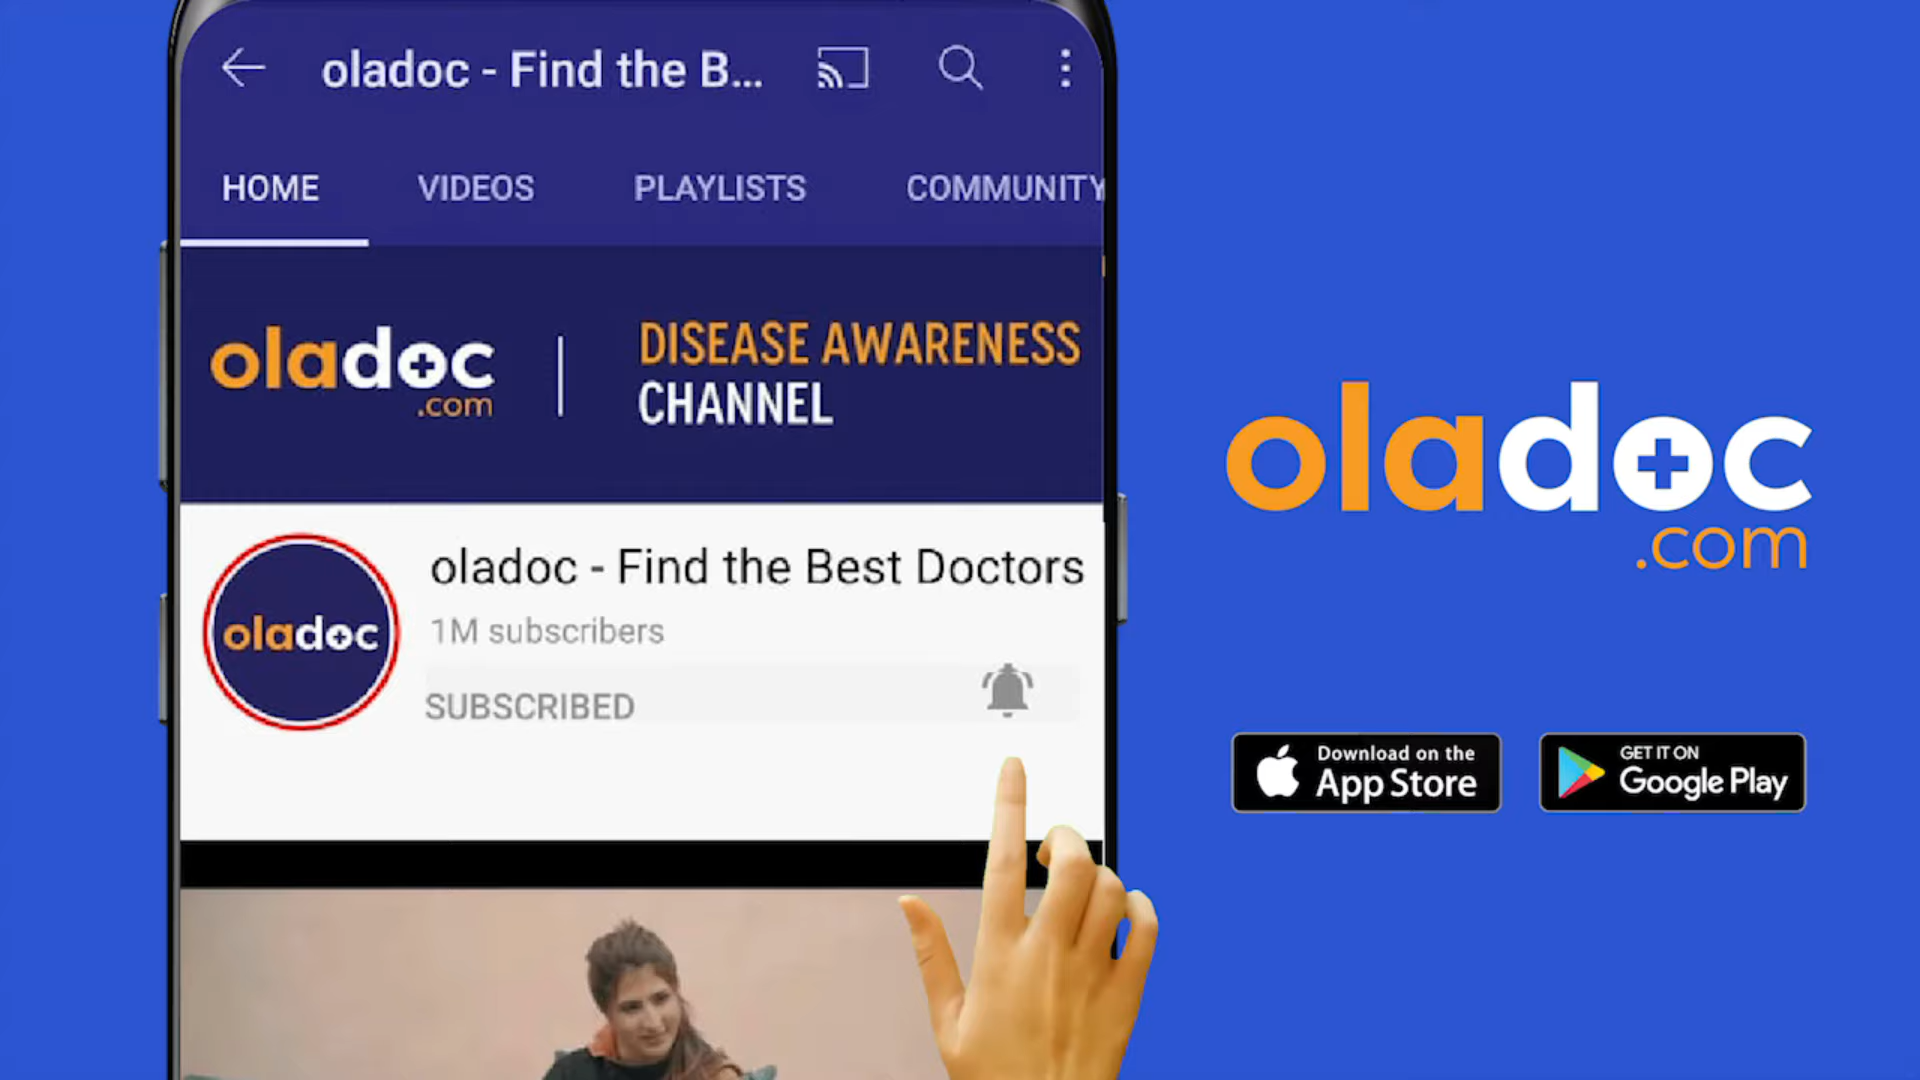 oladoc - Find the B...
HOME VIDEOS PLAYLISTS COMMUNITY
oladoc
.com
DISEASE AWARENESS
CHANNEL
oladoc
oladoc - Find the Best Doctors
1M subscribers
SUBSCRIBED
oladoc
.com
Download on the
App Store
GET IT ON
Google Play